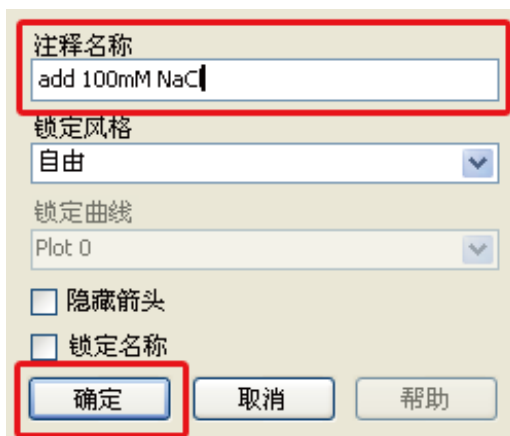 注释名称
add 100mM NaCl
锁定风格
自由
锁定曲线
Plot 0
隐藏箭头
锁定名称
确定 取消 帮助